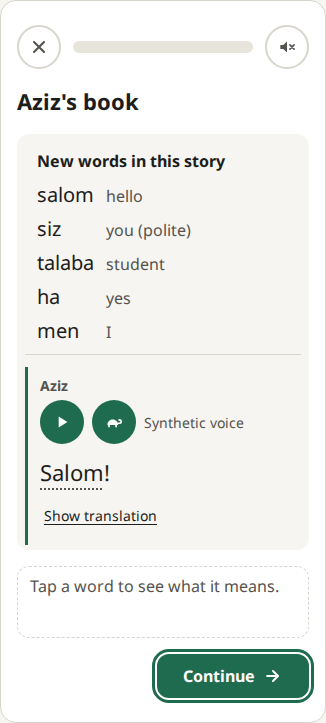 Aziz's book
New words in this story
salom hello
siz you (polite)
talaba student
ha yes
men I
Aziz
Synthetic voice
Salom!
Show translation
Tap a word to see what it means.
Continue →